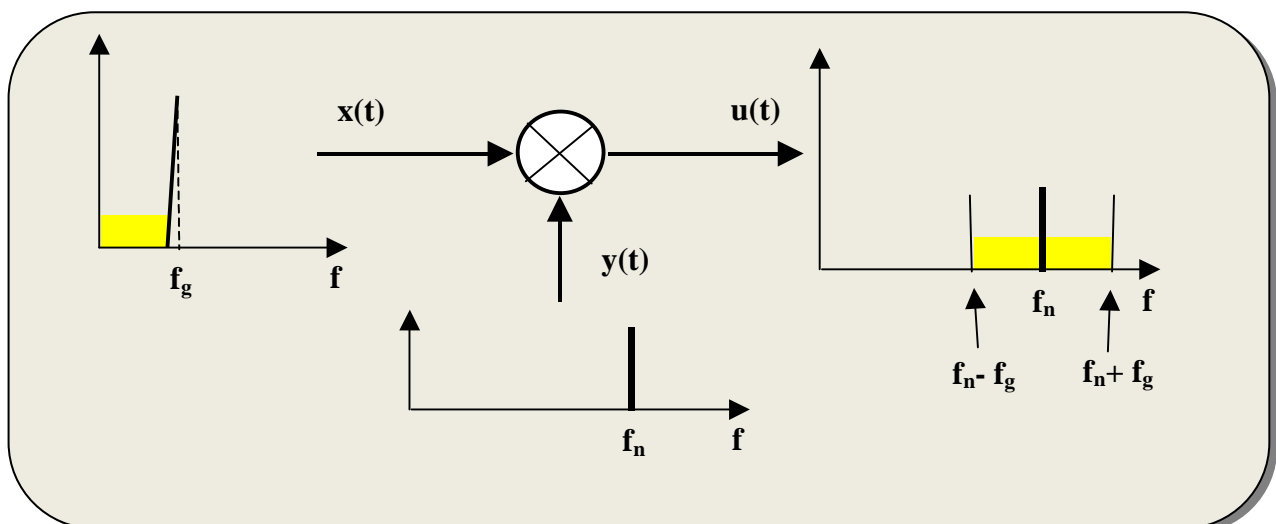 x(t)
u(t)
y(t)
f_g
f
f_n
f
f_n
f
f_n- f_g
f_n+ f_g